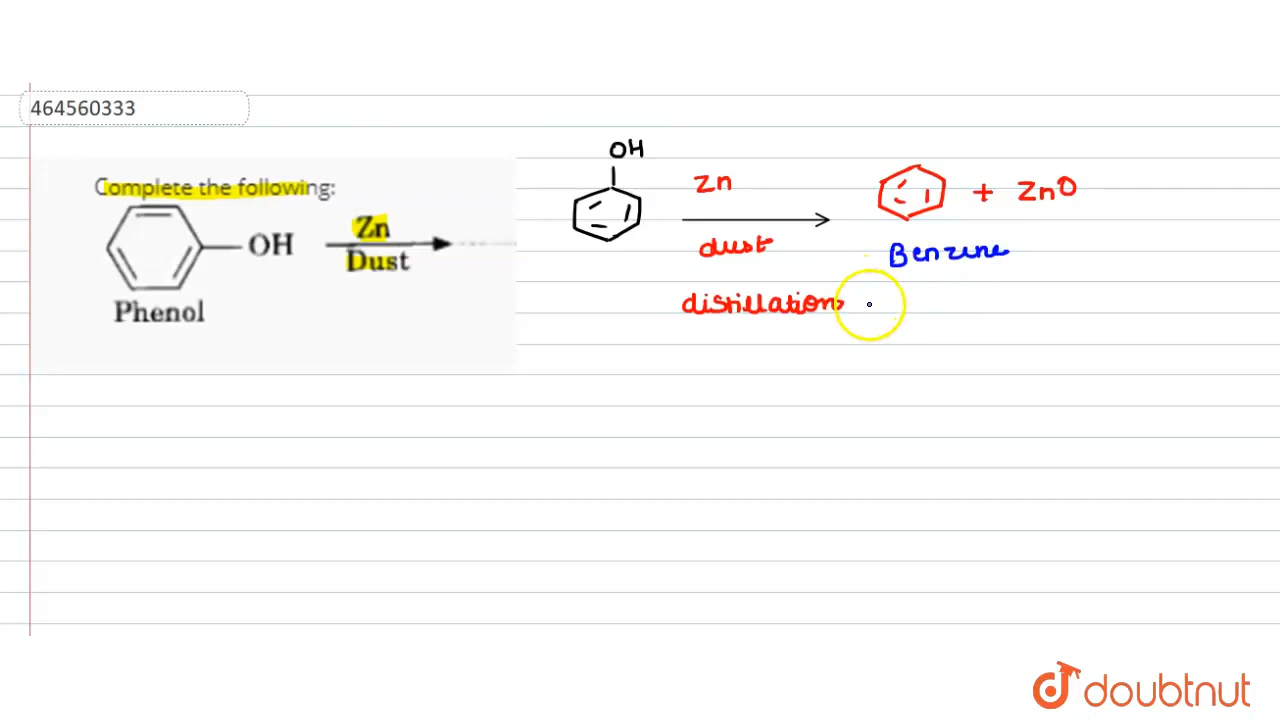 464560333
Complete the following:
OH
Zn
Dust
Phenol
OH
Zn
dust
distillation
+ ZnO
Benzene
doubtnut